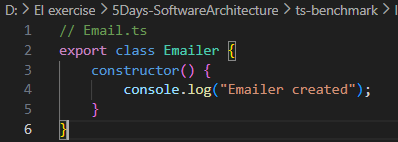 D: > EI exercise > 5Days-SoftwareArchitecture > ts-benchmark >
1 // Email.ts
2 export class Emailer {
3 constructor() {
4 console.log("Emailer created");
5 }
6 }